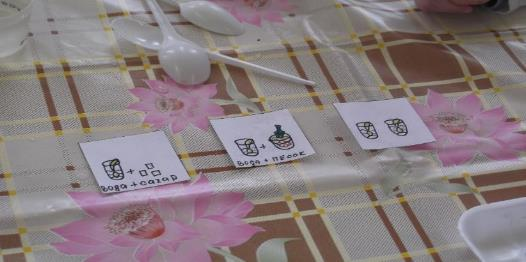 вода + сахар
вода + песок